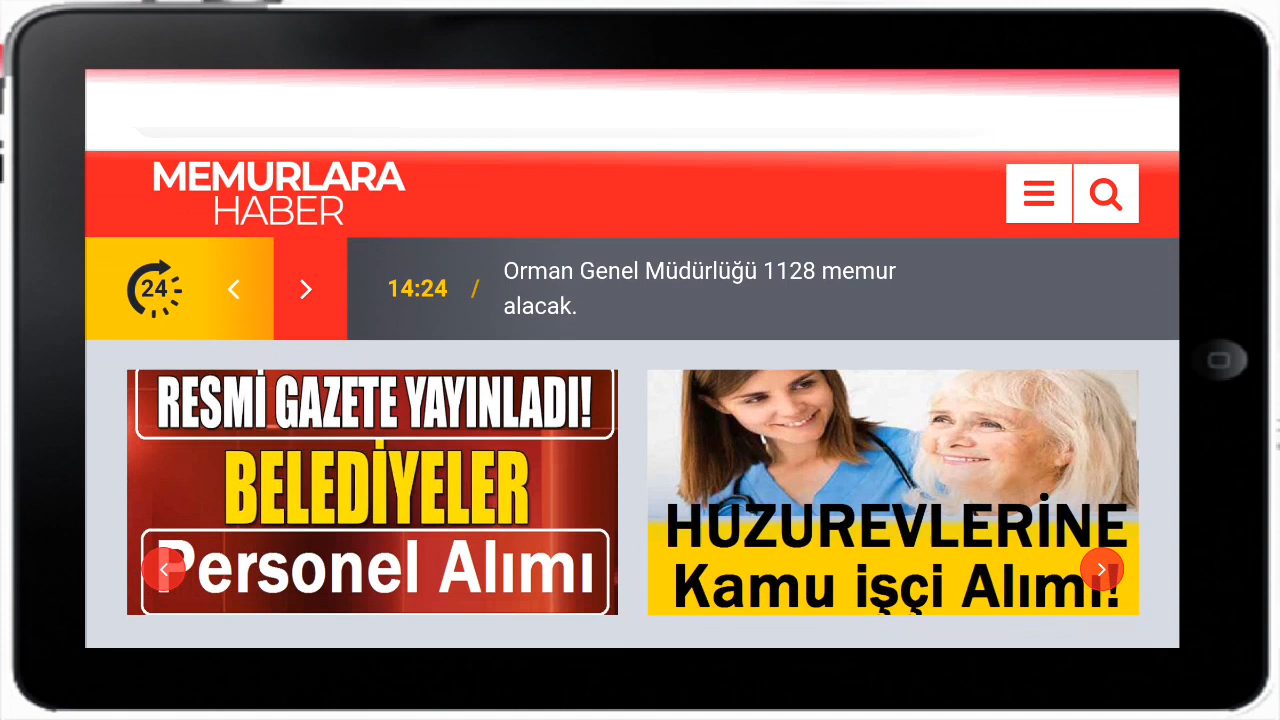 MEMURLARA
HABER
24
14:24 / Orman Genel Müdürlüğü 1128 memur
alacak.
RESMİ GAZETE YAYINLADI!
BELEDİYELER
Personel Alımı
HUZUREVLERİNE
Kamu işçi Alımı!